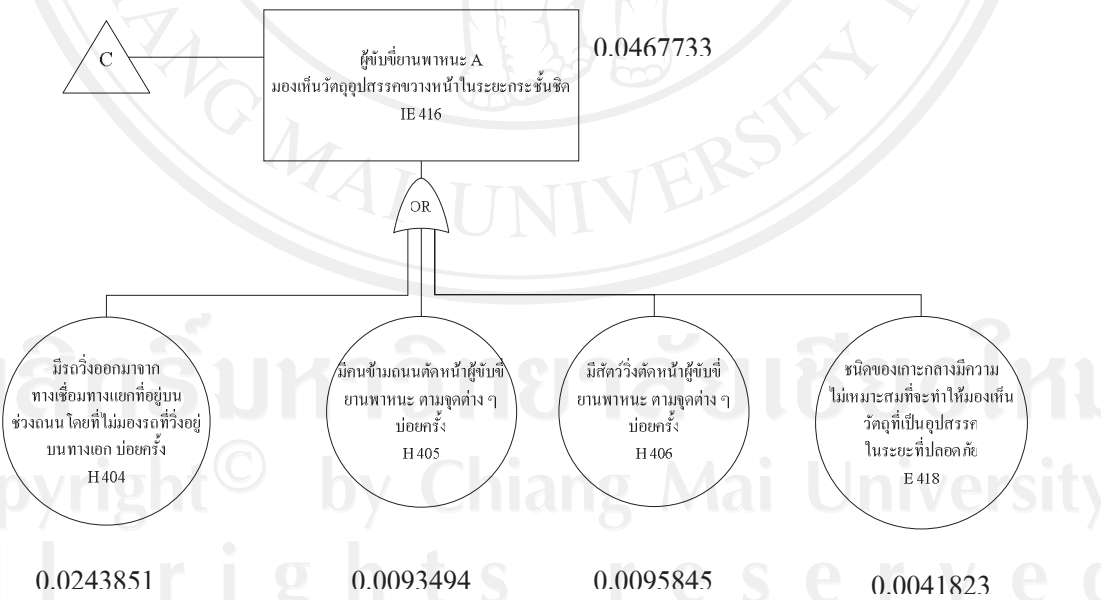 C
ผู้ขับขี่ยานพาหนะ A
มองเห็นวัตถุอุปสรรคขวางหน้าในระยะกระชั้นชิด
IE 416
0.0467733
OR
มีรถวิ่งออกมาจาก
ทางเชื่อมทางแยกที่อยู่บน
ช่วงถนน โดยที่ไม่มองรถที่วิ่งอยู่
บนทางเอก บ่อยครั้ง
H 404
มีคนข้ามถนนตัดหน้าผู้ขับขี่
ยานพาหนะ ตามจุดต่าง ๆ
บ่อยครั้ง
H 405
มีสัตว์วิ่งตัดหน้าผู้ขับขี่
ยานพาหนะ ตามจุดต่าง ๆ
บ่อยครั้ง
H 406
ชนิดของเกาะกลางมีความ
ไม่เหมาะสมที่จะทำให้มองเห็น
วัตถุที่เป็นอุปสรรค
ในระยะที่ปลอดภัย
E 418
0.0243851
0.0093494
0.0095845
0.0041823
ANG MAI UNIVERSITY
pyright© by Chiang Mai University
l rights reserved